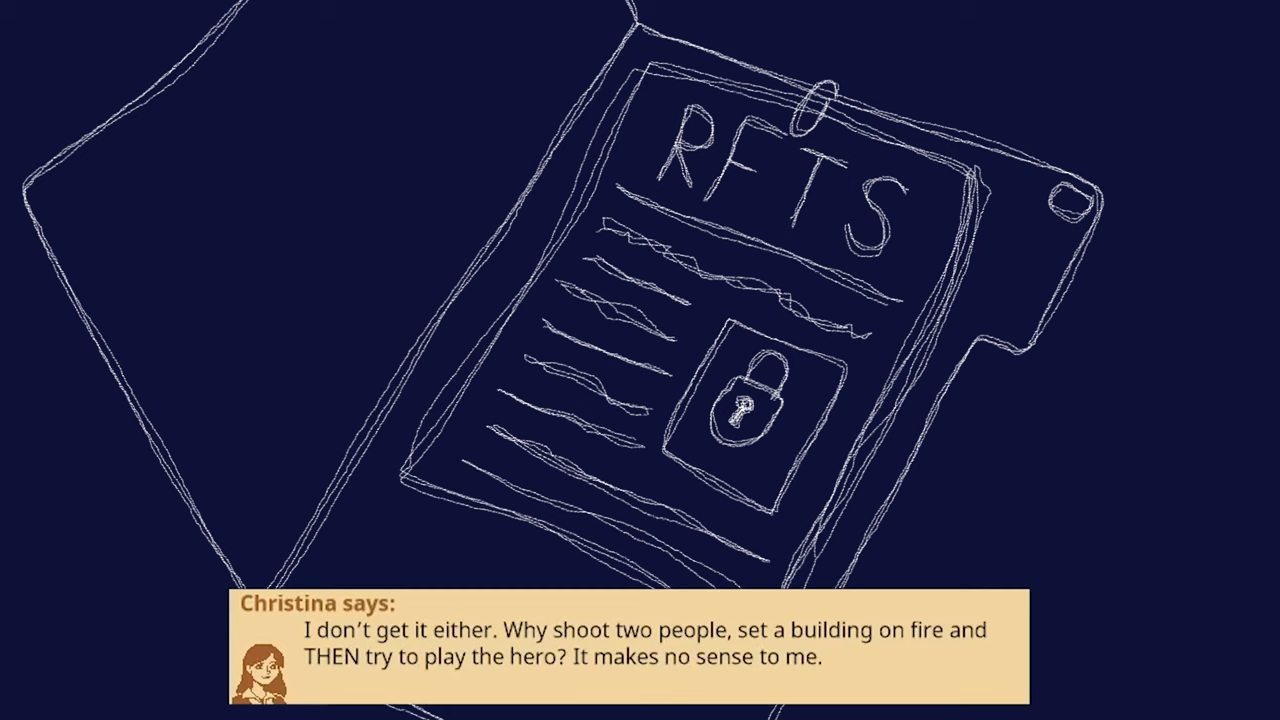 RFTS
Christina says:
I don't get it either. Why shoot two people, set a building on fire and
THEN try to play the hero? It makes no sense to me.